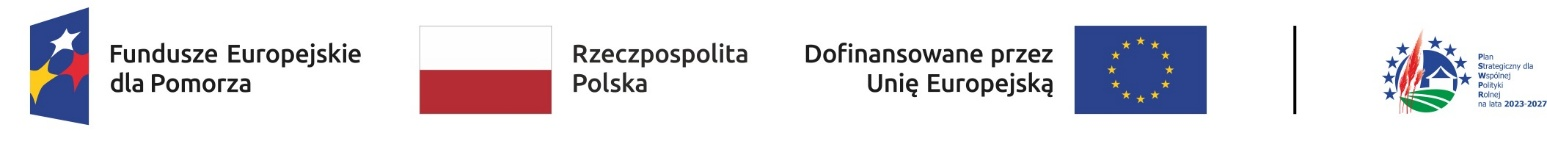 Fundusze Europejskie
dla Pomorza
Rzeczpospolita
Polska
Dofinansowane przez
Unię Europejską
Plan
Strategiczny dla
Wspólnej
Polityki
Rolnej
na lata 2023-2027